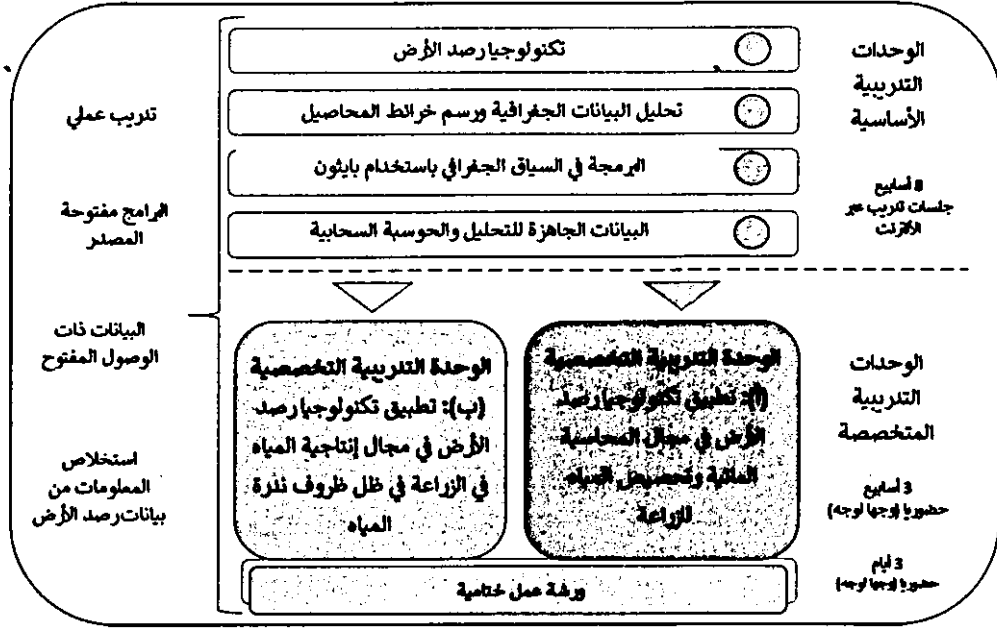 الوحدات
التدريبية
الأساسية
8 أسابيع
جلسات تدريب عبر
الأنترنت
تكنولوجيا رصد الأرض
تحليل البيانات الجغرافية ورسم خرائط المحاصيل
البرمجة في السياق الجغرافي باستخدام بايثون
البيانات الجاهزة للتحليل والحوسبة السحابية
تدريب عملي
البرامج مفتوحة
المصدر
البيانات ذات
الوصول المفتوح
استخلاص
المعلومات من
بيانات رصد الأرض
الوحدات
التدريبية
المتخصصة
3 أسابيع
حضوريا (وجها لوجه)
الوحدة التدريبية التخصصية
(أ): تطبيق تكنولوجيا رصد
الأرض في مجال المحاسبة
المائية وتخصيص المياه
للزراعة
الوحدة التدريبية التخصصية
(ب): تطبيق تكنولوجيا رصد
الأرض في مجال إنتاجية المياه
في الزراعة في ظل ظروف ندرة
المياه
3 أيام
حضوريا (وجها لوجه)
ورشة عمل ختامية